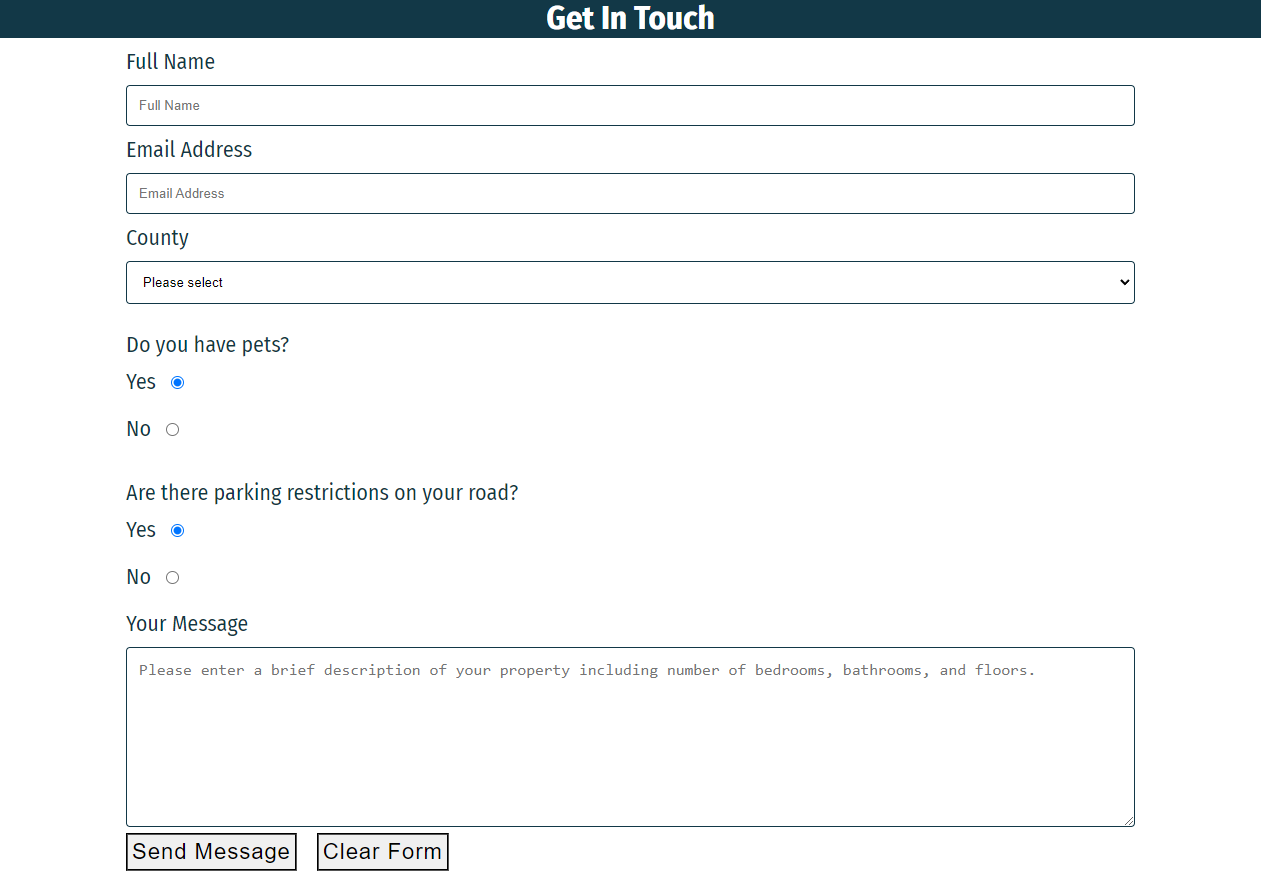 Get In Touch
Full Name
Full Name
Email Address
Email Address
County
Please select
Do you have pets?
Yes
No
Are there parking restrictions on your road?
Yes
No
Your Message
Please enter a brief description of your property including number of bedrooms, bathrooms, and floors.
Send Message Clear Form